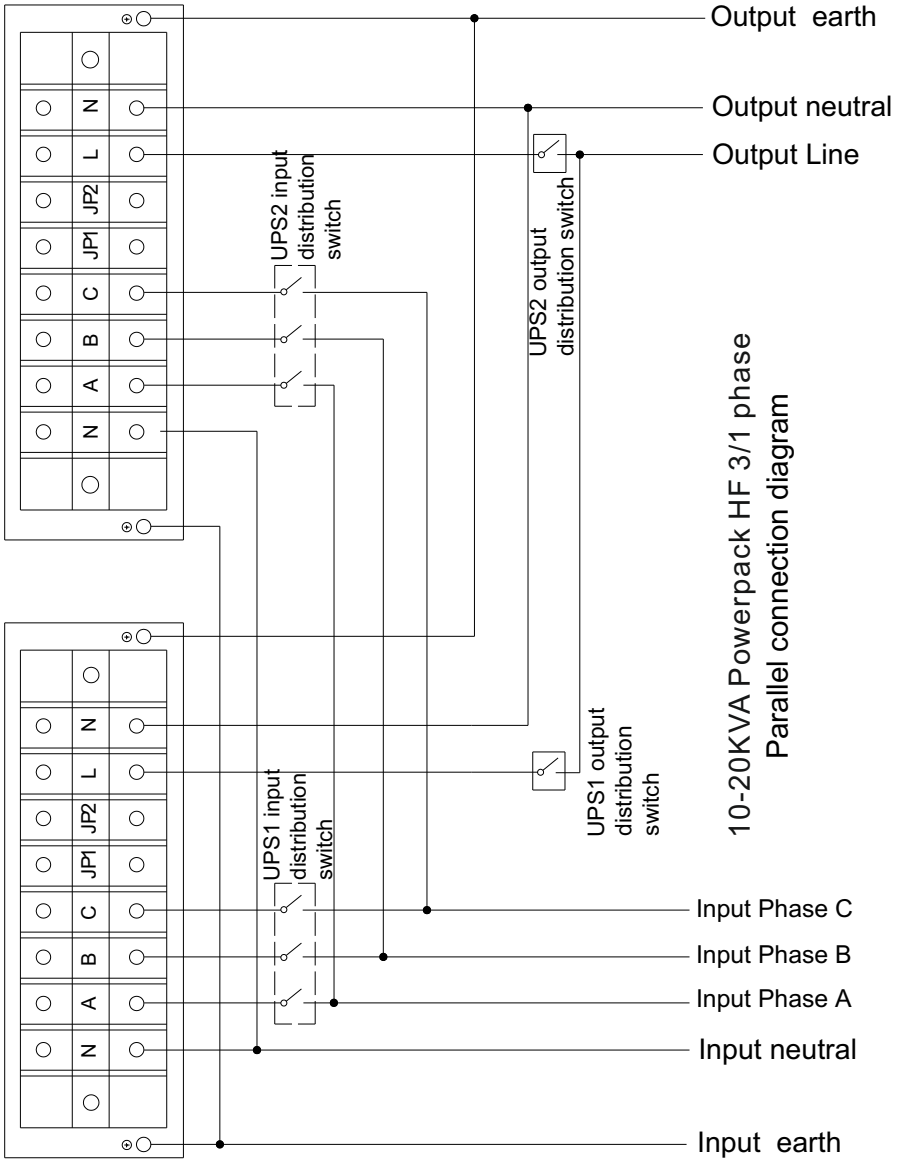 Output earth
N
Output neutral
L
Output Line
JP2
JP1
C
B
A
N
UPS2 input
distribution
switch
UPS2 output
distribution switch
10-20KVA Powerpack HF 3/1 phase
Parallel connection diagram
N
L
JP2
JP1
C
B
A
N
UPS1 input
distribution
switch
UPS1 output
distribution
switch
Input Phase C
Input Phase B
Input Phase A
Input neutral
Input earth